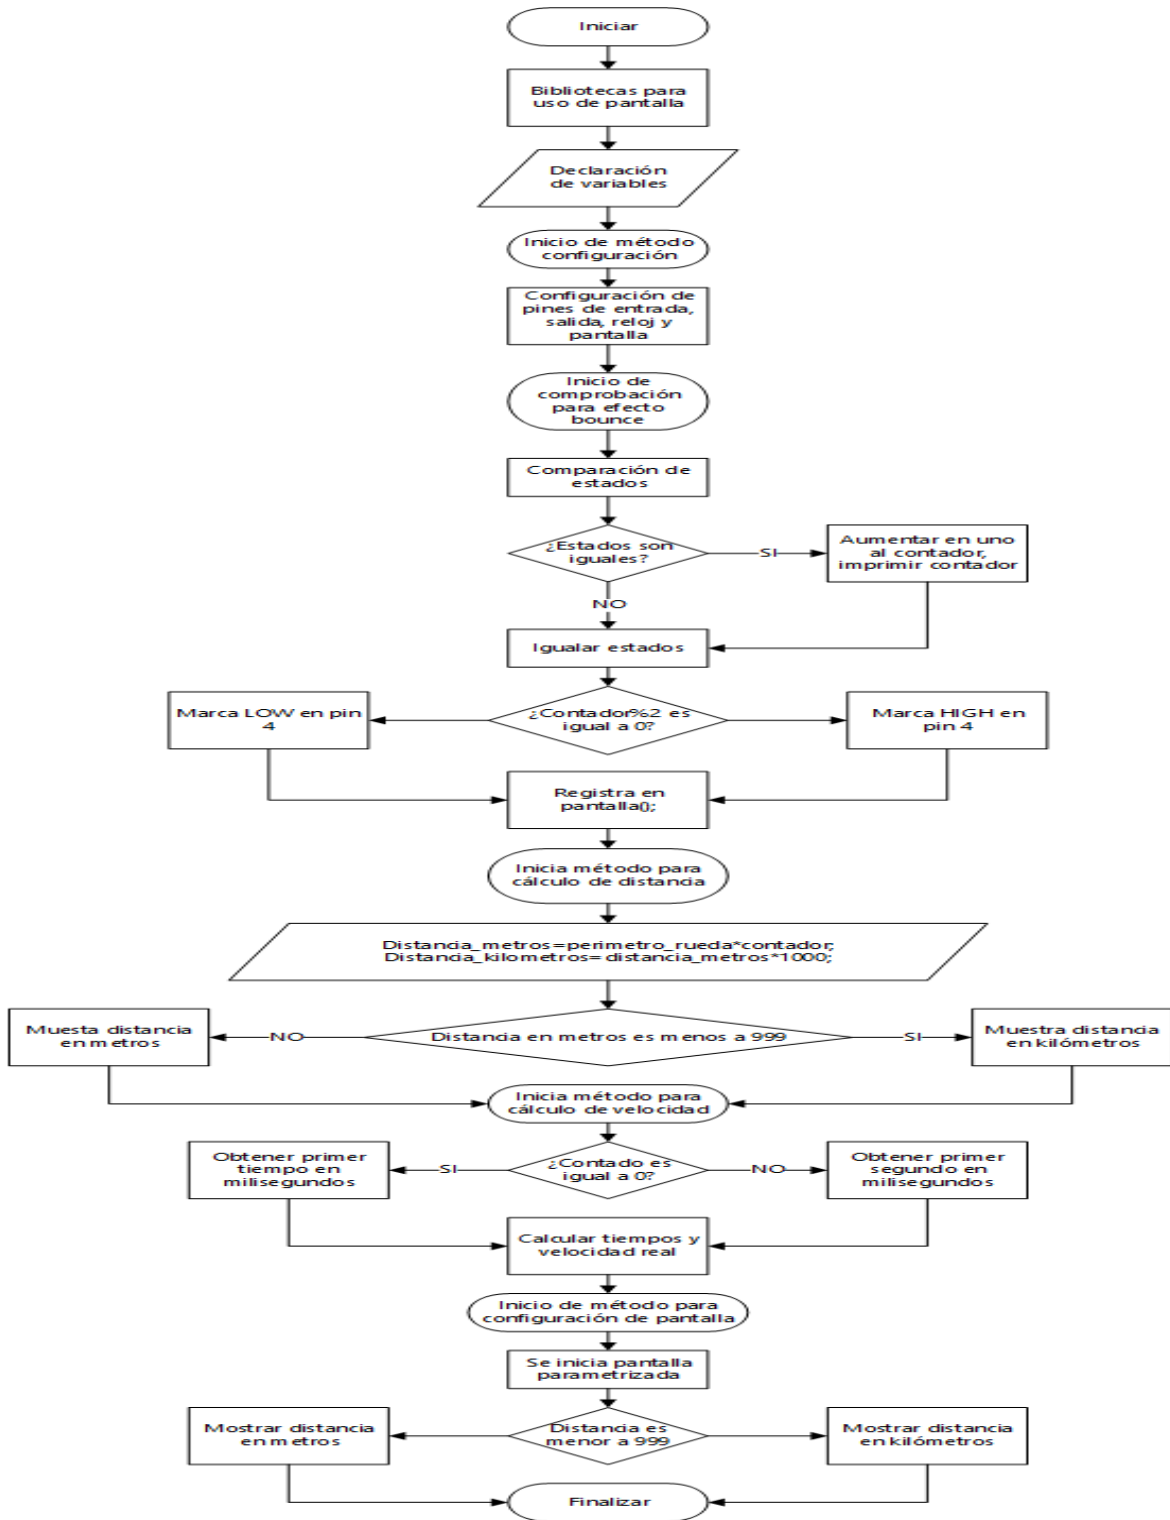 Iniciar
Bibliotecas para
uso de pantalla
Declaración
de variables
Inicio de método
configuración
Configuración de
pines de entrada,
salida, reloj y
pantalla
Inicio de
comprobación
para efecto
bounce
Comparación de
estados
¿Estados son
iguales?
SI
Aumentar en uno
al contador,
imprimir contador
NO
Igualar estados
Marca LOW en pin
4
¿Contador%2 es
igual a 0?
Marca HIGH en
pin 4
Registra en
pantalla();
Inicia método para
cálculo de distancia
Distancia_metros=perimetro_rueda*contador;
Distancia_kilometros= distancia_metros*1000;
Muesta distancia
en metros
NO
Distancia en metros es menos a 999
SI
Muestra distancia
en kilómetros
Inicia método para
cálculo de velocidad
Obtener primer
tiempo en
milisegundos
SI
¿Contado es
igual a 0?
NO
Obtener primer
segundo en
milisegundos
Calcular tiempos y
velocidad real
Inicio de método para
configuración de pantalla
Se inicia pantalla
parametrizada
Mostrar distancia
en metros
Distancia es
menor a 999
Mostrar distancia
en kilómetros
Finalizar